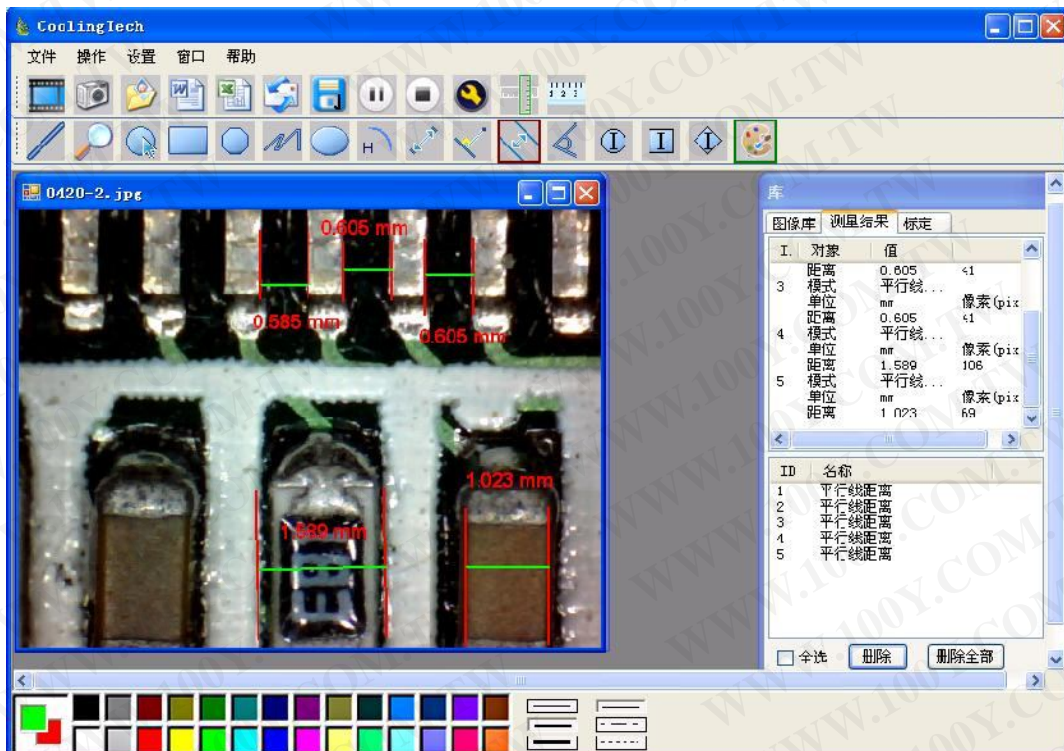 CoolingTech
文件 操作 设置 窗口 帮助
1 2 3
H
0420-2.jpg
0.605 mm
0.585 mm
0.605 mm
1.023 mm
1.589 mm
库
图像库 测量结果 标定
I. 对象 值
距离 0.605 41
3 模式 平行线...
单位 mm 像素(pix
距离 0.605 41
4 模式 平行线...
单位 mm 像素(pix
距离 1.589 106
5 模式 平行线...
单位 mm 像素(pix
距离 1.023 69
ID 名称
1 平行线距离
2 平行线距离
3 平行线距离
4 平行线距离
5 平行线距离
全选 删除 删除全部
WWW.100Y.COM.TW